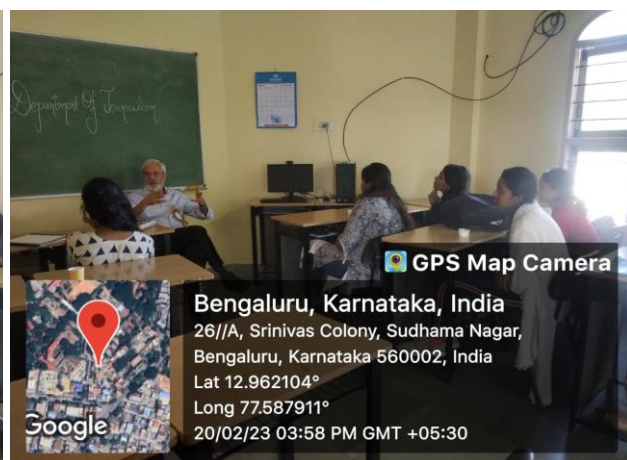 Department Of Journalism
GPS Map Camera
Bengaluru, Karnataka, India
26//A, Srinivas Colony, Sudhama Nagar,
Bengaluru, Karnataka 560002, India
Lat 12.962104°
Long 77.587911°
20/02/23 03:58 PM GMT +05:30
Google